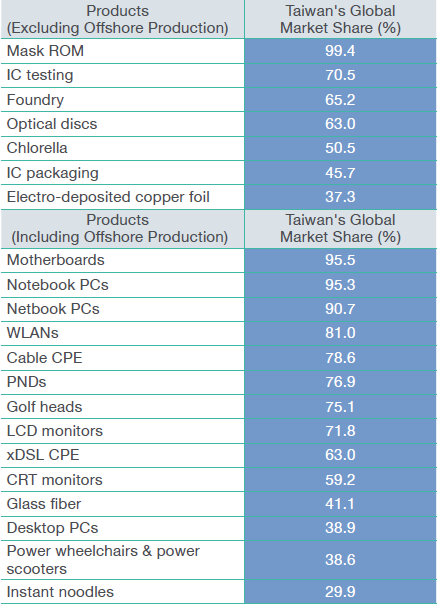 Products Taiwan's Global
(Excluding Offshore Production) Market Share (%)
Mask ROM 99.4
IC testing 70.5
Foundry 65.2
Optical discs 63.0
Chlorella 50.5
IC packaging 45.7
Electro-deposited copper foil 37.3
Products Taiwan's Global
(Including Offshore Production) Market Share (%)
Motherboards 95.5
Notebook PCs 95.3
Netbook PCs 90.7
WLANs 81.0
Cable CPE 78.6
PNDs 76.9
Golf heads 75.1
LCD monitors 71.8
xDSL CPE 63.0
CRT monitors 59.2
Glass fiber 41.1
Desktop PCs 38.9
Power wheelchairs & power
scooters 38.6
Instant noodles 29.9